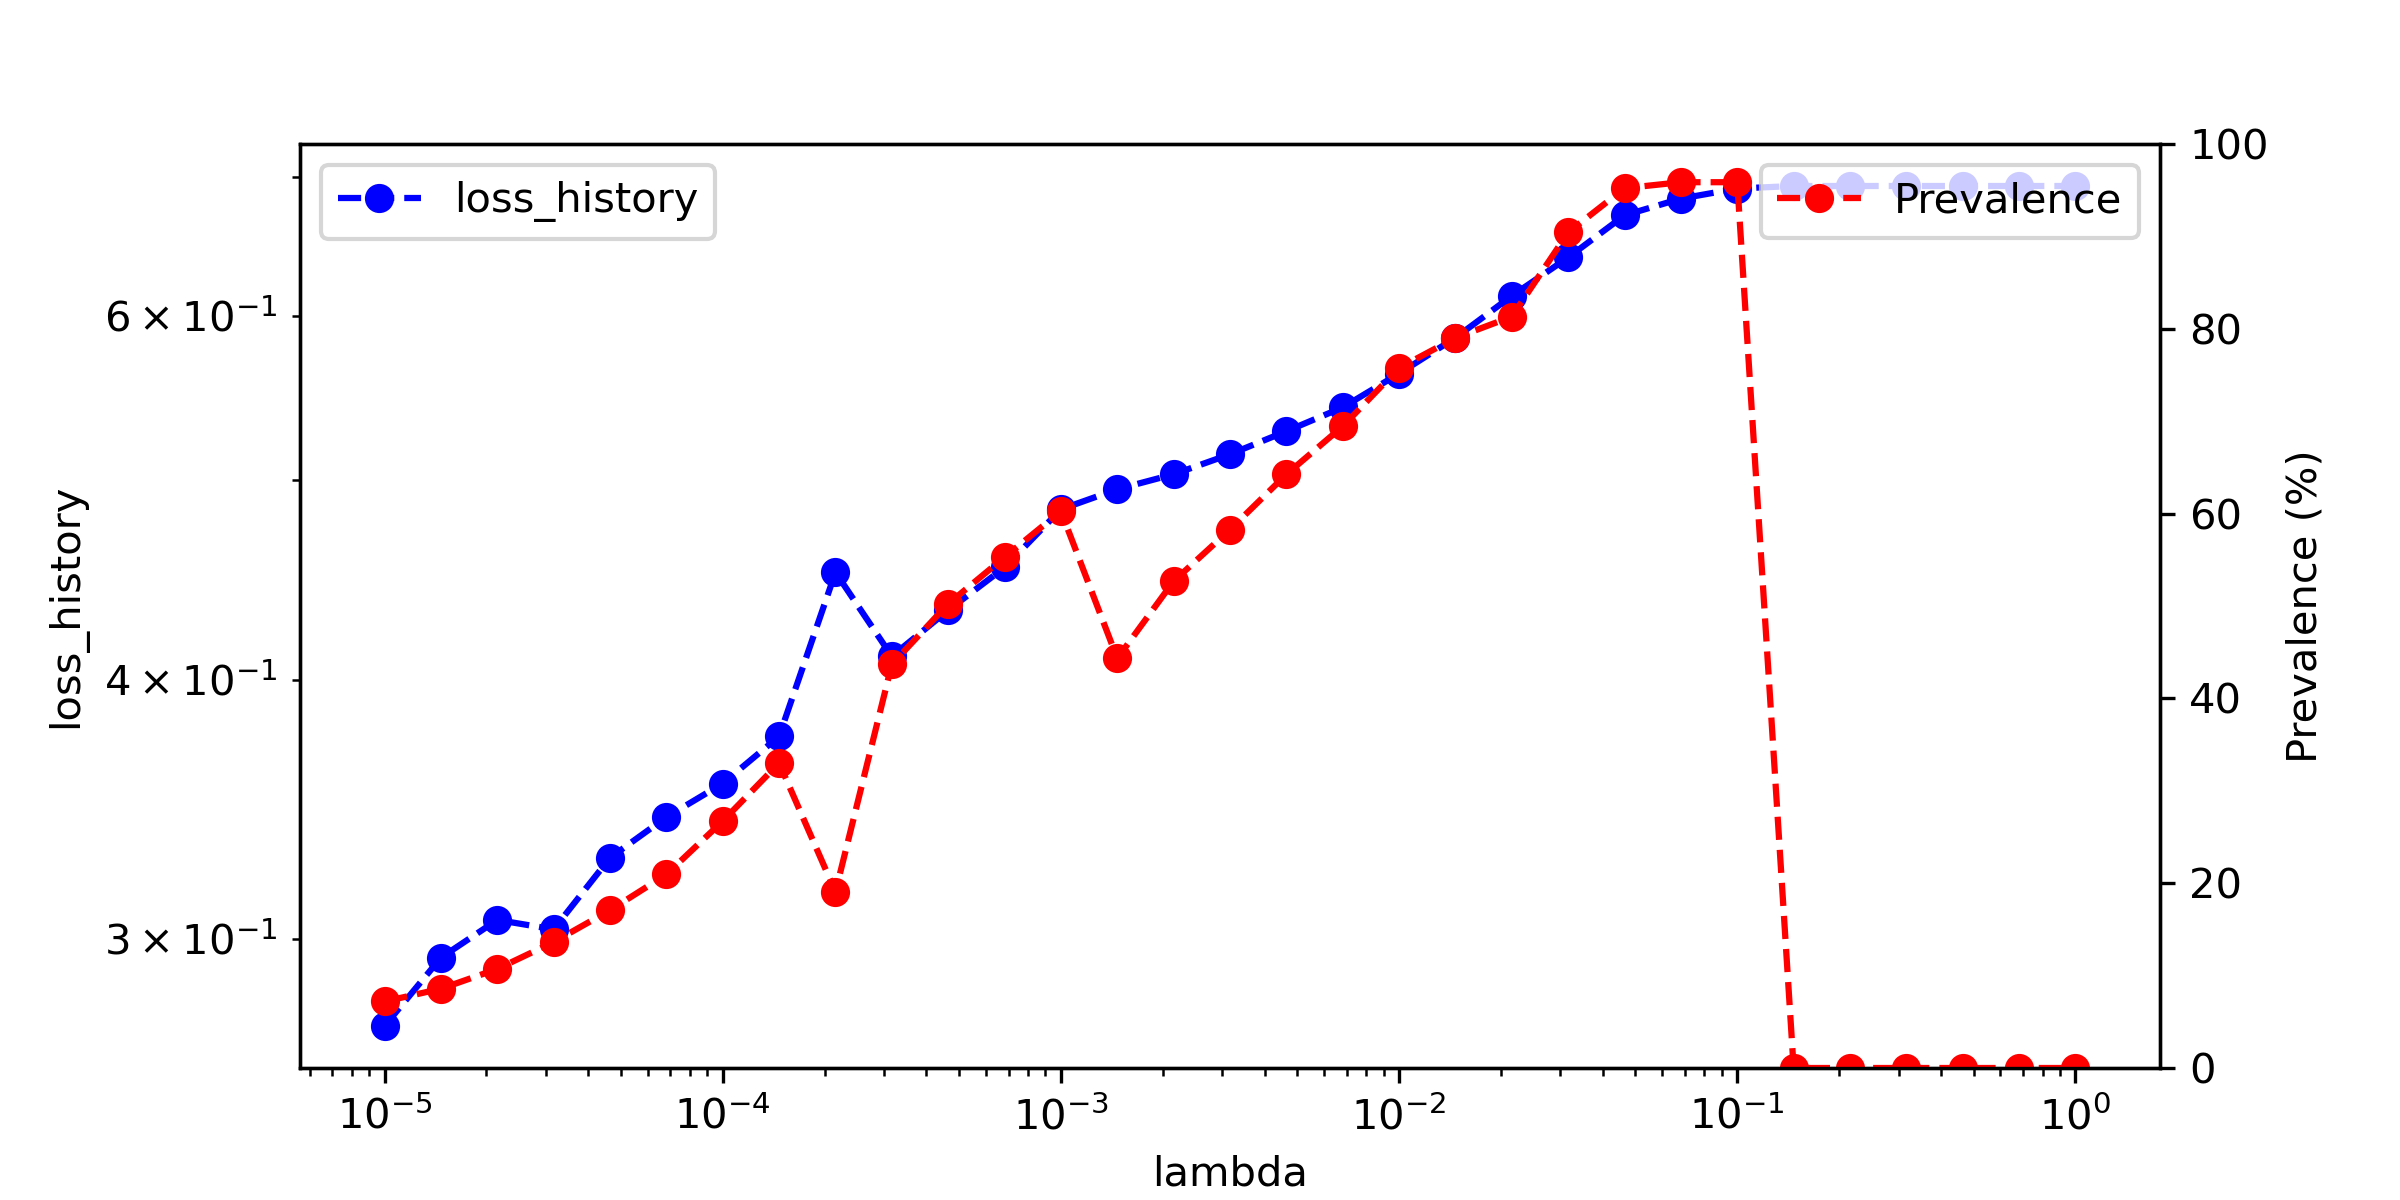 loss_history
Prevalence
6 × 10⁻¹
4 × 10⁻¹
3 × 10⁻¹
loss_history
100
80
60
40
20
0
Prevalence (%)
10⁻⁵
10⁻⁴
10⁻³
10⁻²
10⁻¹
10⁰
lambda